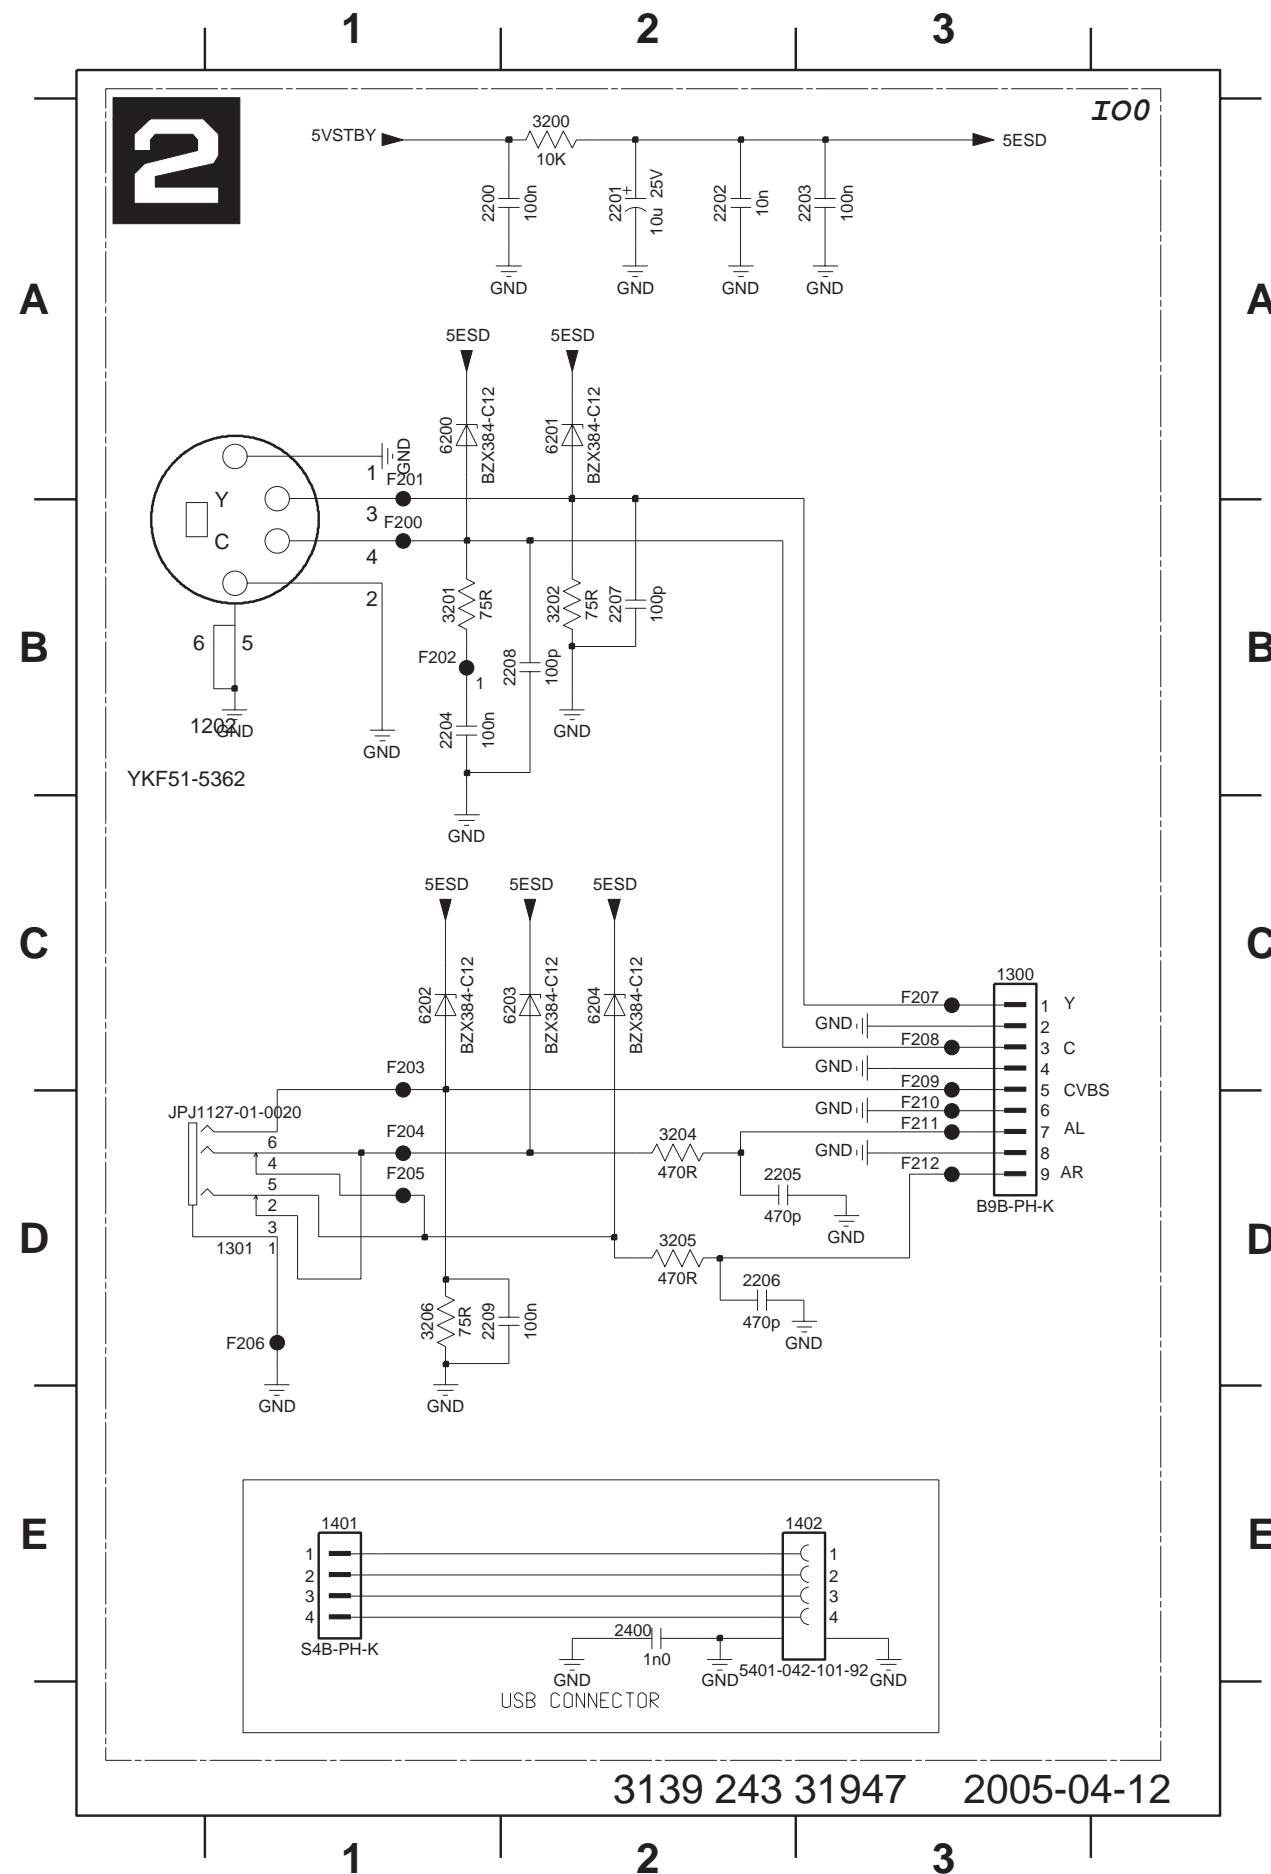 1 2 3
2
IO0
5VSTBY
3200
10K
5ESD
2200
100n
2201
+
10u 25V
2202
10n
2203
100n
GND
GND
GND
GND
A
A
5ESD
5ESD
6200
BZX384-C12
6201
BZX384-C12
GND
1
F201
Y
3
F200
C
4
2
3201
75R
3202
75R
2207
100p
6
5
F202
1
2208
100p
B
B
2204
100n
1202
GND
GND
GND
YKF51-5362
GND
5ESD
5ESD
5ESD
C
C
6202
BZX384-C12
6203
BZX384-C12
6204
BZX384-C12
1300
F207
1 Y
GND
2
F208
3 C
GND
4
F203
F209
5 CVBS
F210
GND
6
F211
7 AL
GND
8
F212
9 AR
B9B-PH-K
JPJ1127-01-0020
6
F204
4
F205
5
2
3
1301
1
3204
470R
2205
470p
GND
D
D
3205
470R
2206
470p
GND
3206
75R
2209
100n
F206
GND
GND
E
E
1401
1402
1
1
2
2
3
3
4
4
S4B-PH-K
2400
1n0
GND
GND
5401-042-101-92
GND
USB CONNECTOR
3139 243 31947 2005-04-12
1 2 3